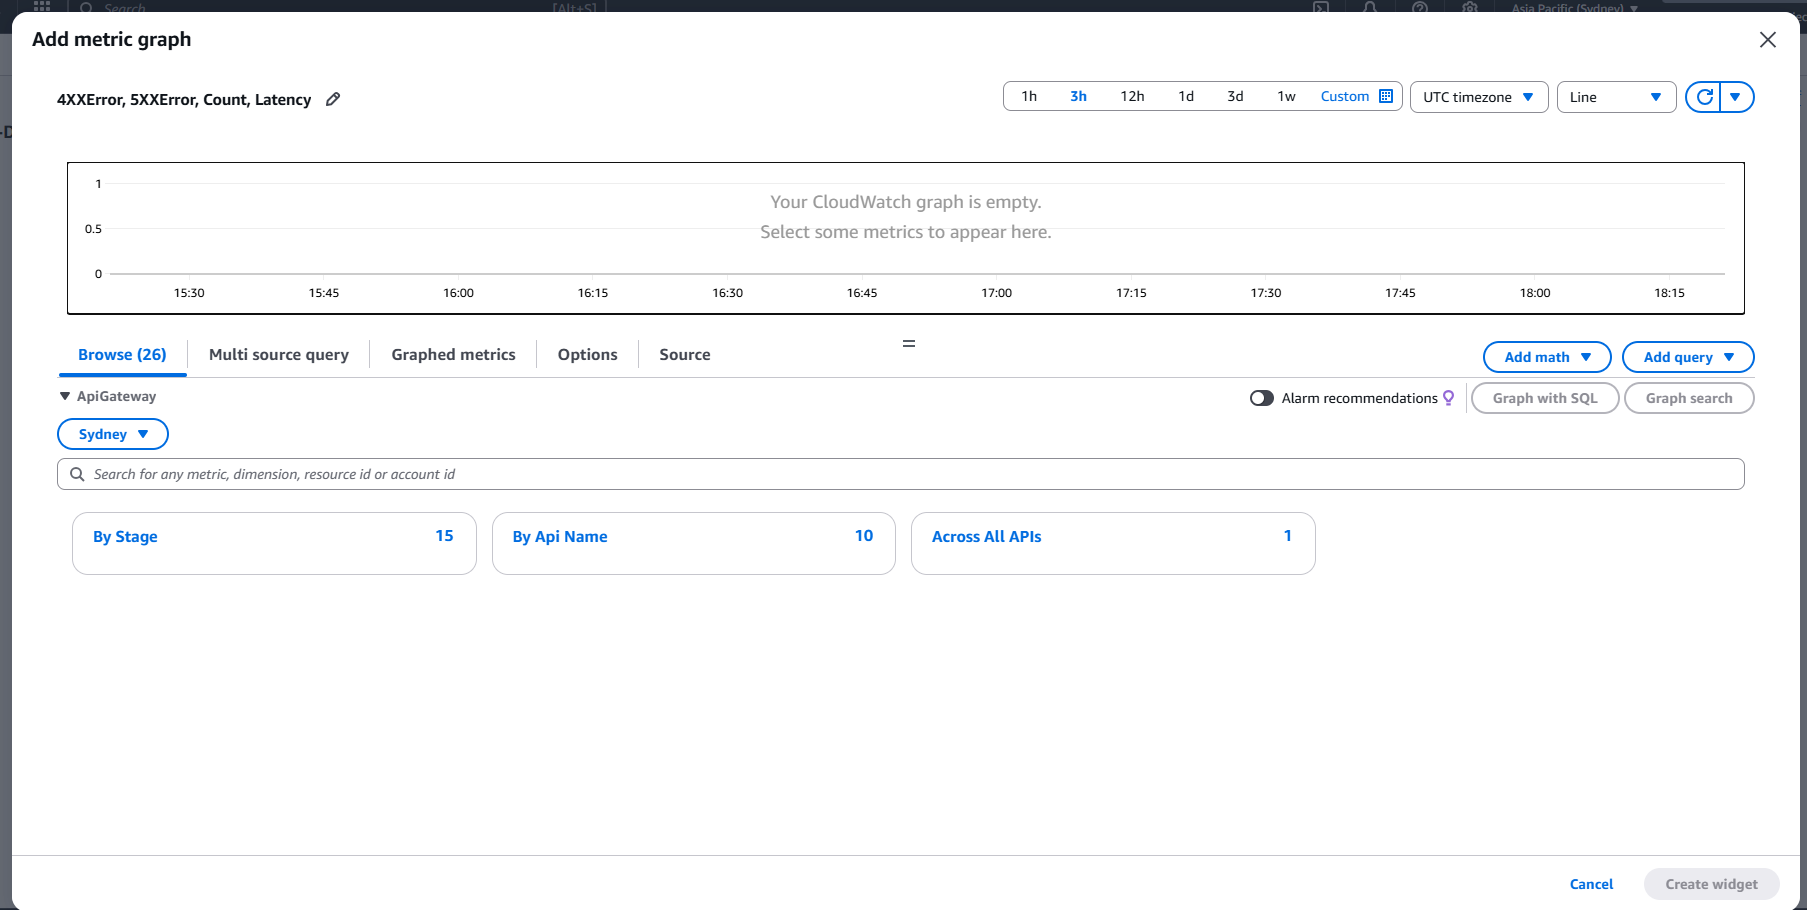 Search [Alt+S] Asia Pacific (Sydney)
Add metric graph
4XXError, 5XXError, Count, Latency
1h 3h 12h 1d 3d 1w Custom UTC timezone Line
1
Your CloudWatch graph is empty.
0.5
Select some metrics to appear here.
0
15:30 15:45 16:00 16:15 16:30 16:45 17:00 17:15 17:30 17:45 18:00 18:15
Browse (26) Multi source query Graphed metrics Options Source Add math Add query
ApiGateway Alarm recommendations Graph with SQL Graph search
Sydney
Search for any metric, dimension, resource id or account id
By Stage 15 By Api Name 10 Across All APIs 1
Cancel Create widget